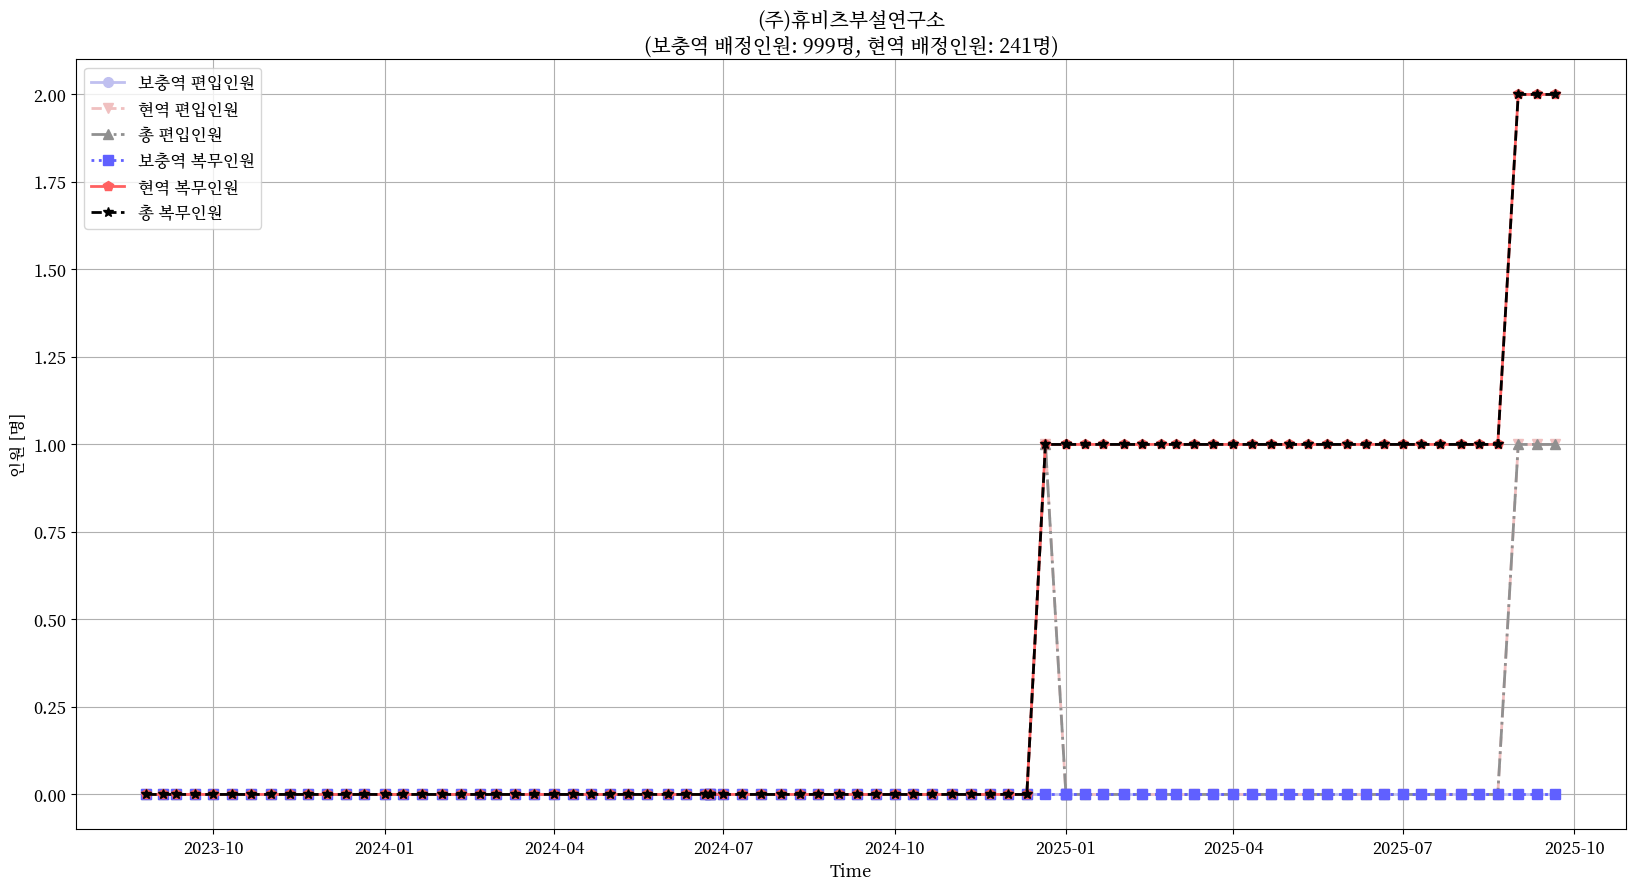 (주)휴비츠부설연구소
(보충역 배정인원: 999명, 현역 배정인원: 241명)
보충역 편입인원
현역 편입인원
총 편입인원
보충역 복무인원
현역 복무인원
총 복무인원
2.00
1.75
1.50
1.25
1.00
0.75
0.50
0.25
0.00
인원 [명]
2023-10
2024-01
2024-04
2024-07
2024-10
2025-01
2025-04
2025-07
2025-10
Time